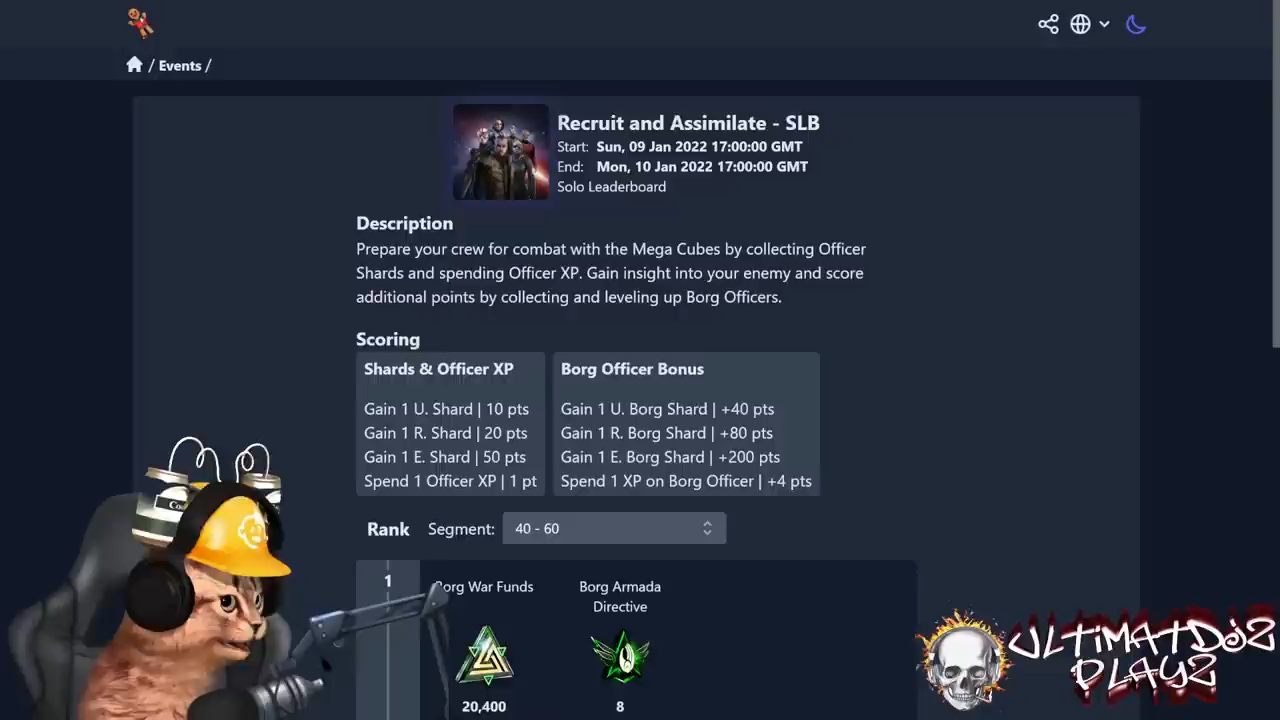 / Events /
Recruit and Assimilate - SLB
Start: Sun, 09 Jan 2022 17:00:00 GMT
End: Mon, 10 Jan 2022 17:00:00 GMT
Solo Leaderboard
Description
Prepare your crew for combat with the Mega Cubes by collecting Officer
Shards and spending Officer XP. Gain insight into your enemy and score
additional points by collecting and leveling up Borg Officers.
Scoring
Shards & Officer XP
Gain 1 U. Shard | 10 pts
Gain 1 R. Shard | 20 pts
Gain 1 E. Shard | 50 pts
Spend 1 Officer XP | 1 pt
Borg Officer Bonus
Gain 1 U. Borg Shard | +40 pts
Gain 1 R. Borg Shard | +80 pts
Gain 1 E. Borg Shard | +200 pts
Spend 1 XP on Borg Officer | +4 pts
Rank Segment: 40 - 60
1
Borg War Funds
20,400
Borg Armada
Directive
8
ULTiMATDJZ
PLAYZ